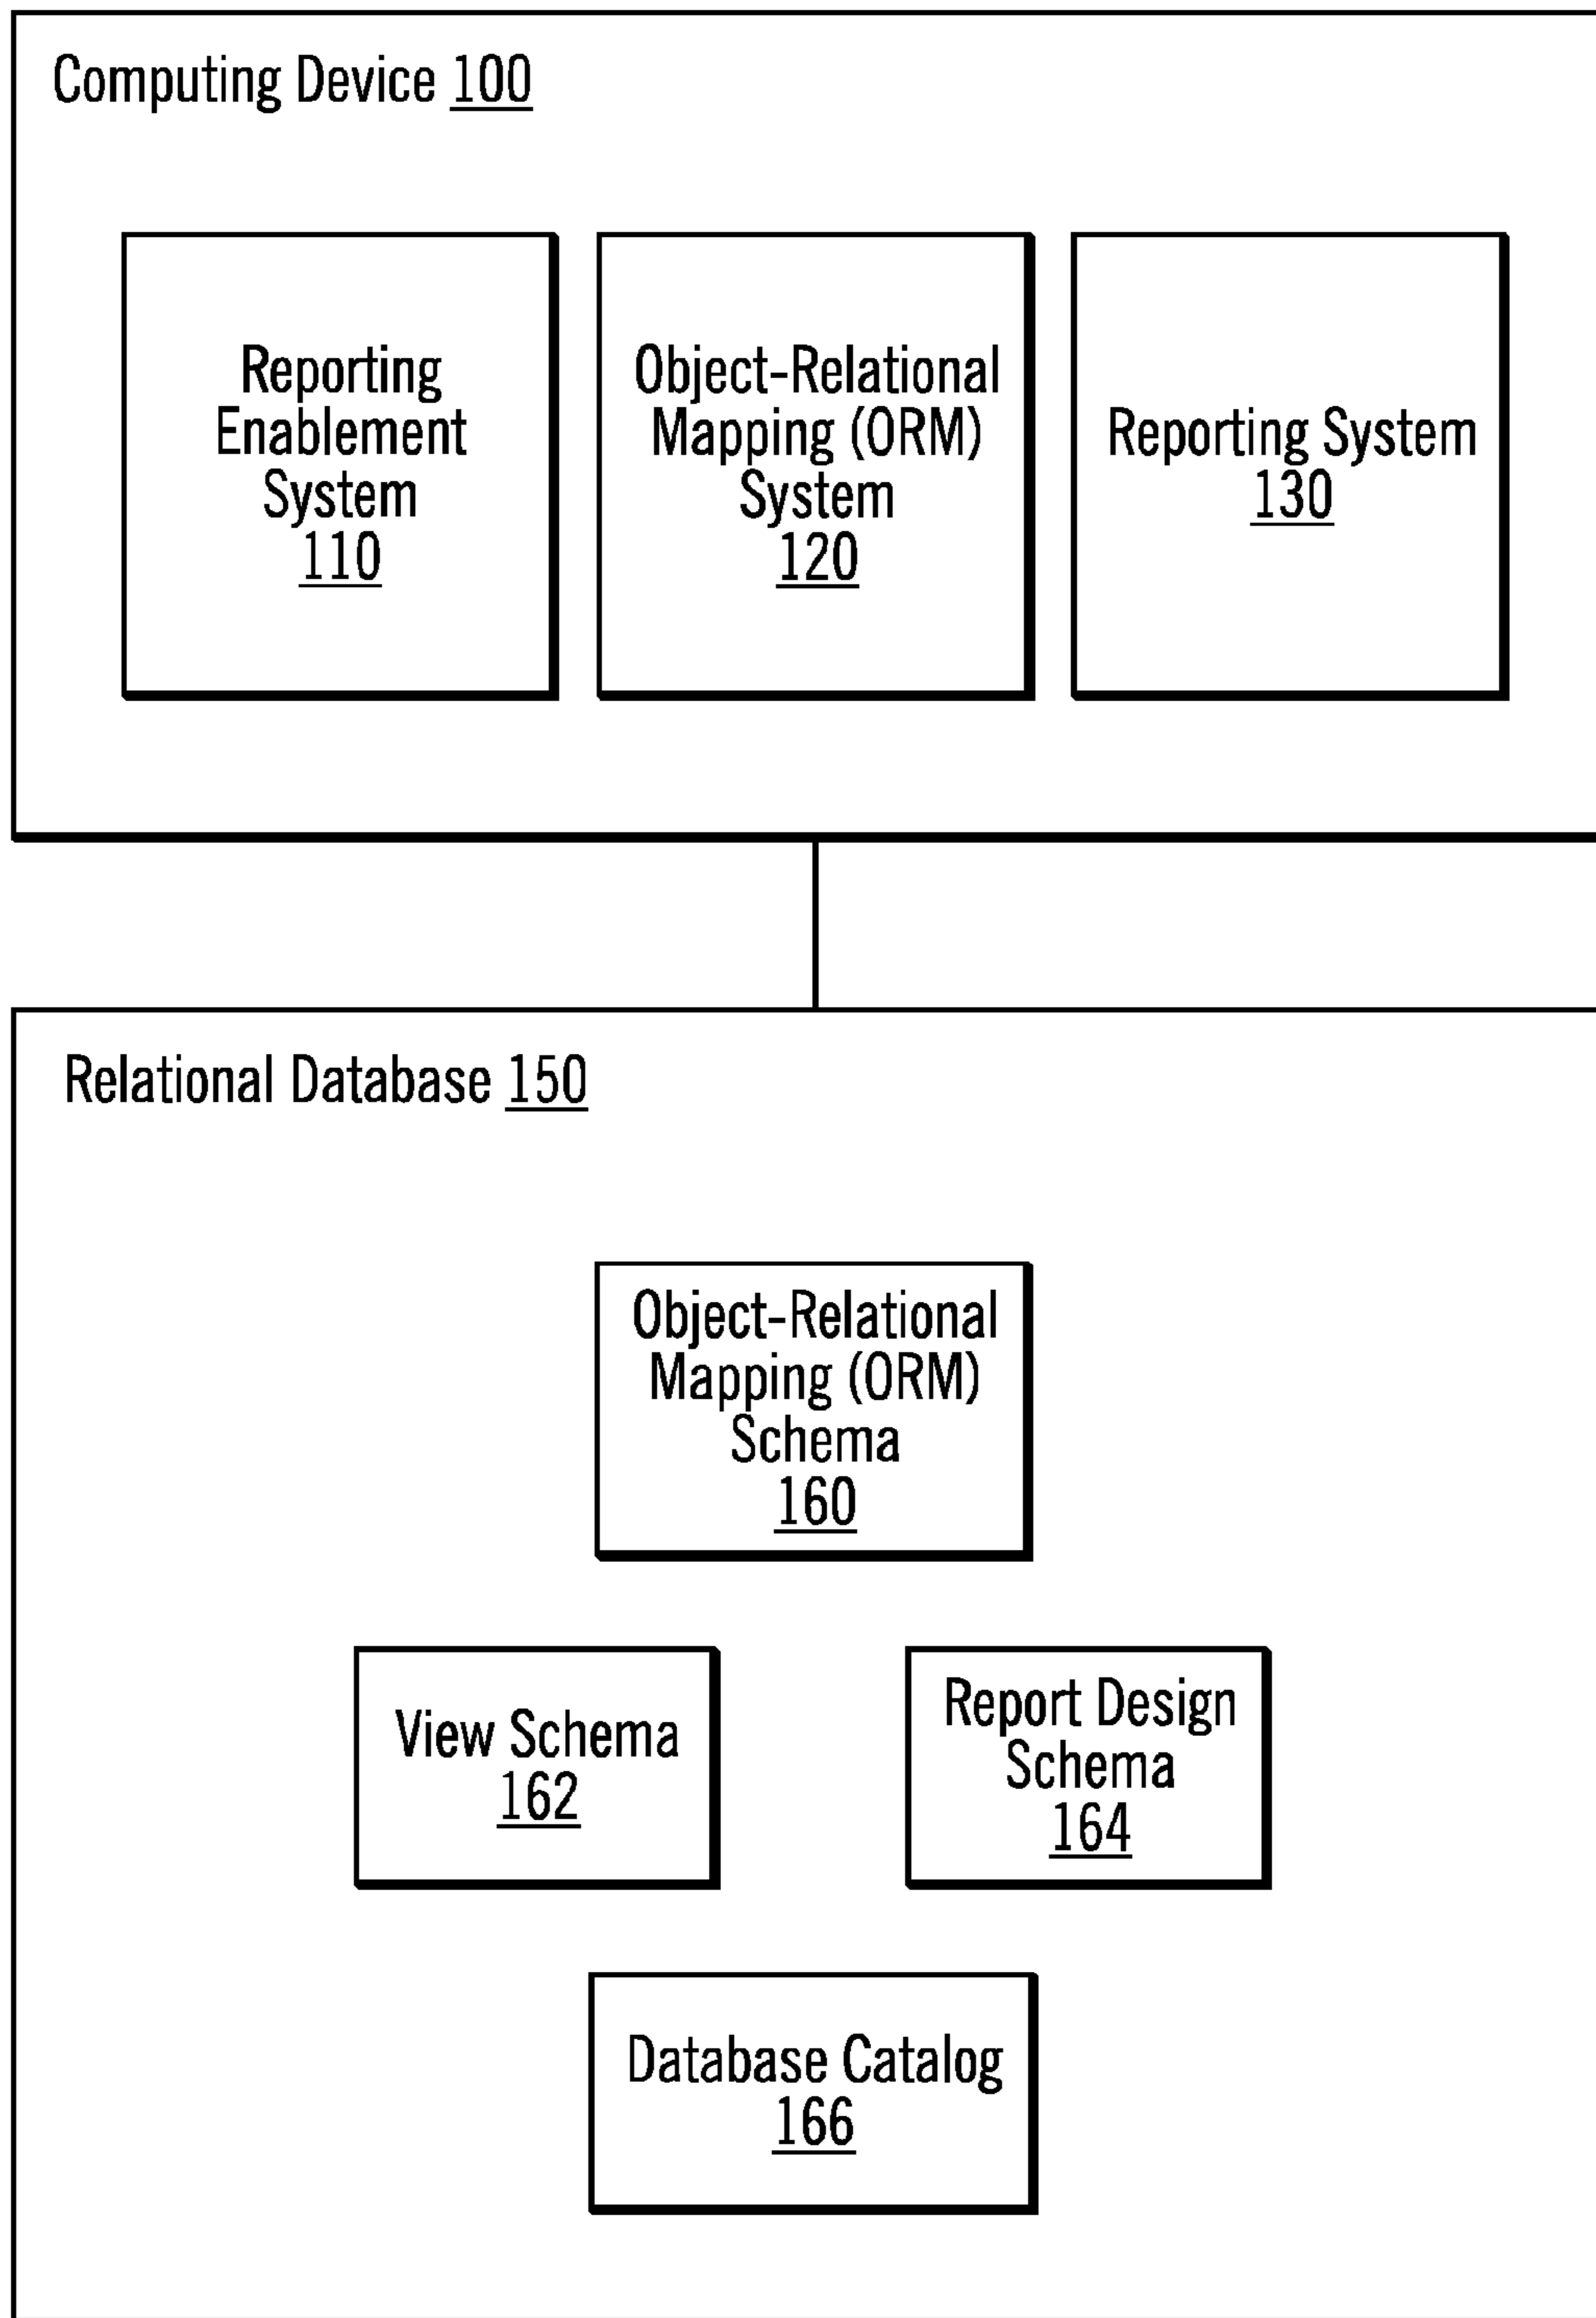 Computing Device 100
Reporting
Enablement
System
110
Object-Relational
Mapping (ORM)
System
120
Reporting System
130
Relational Database 150
Object-Relational
Mapping (ORM)
Schema
160
View Schema
162
Report Design
Schema
164
Database Catalog
166